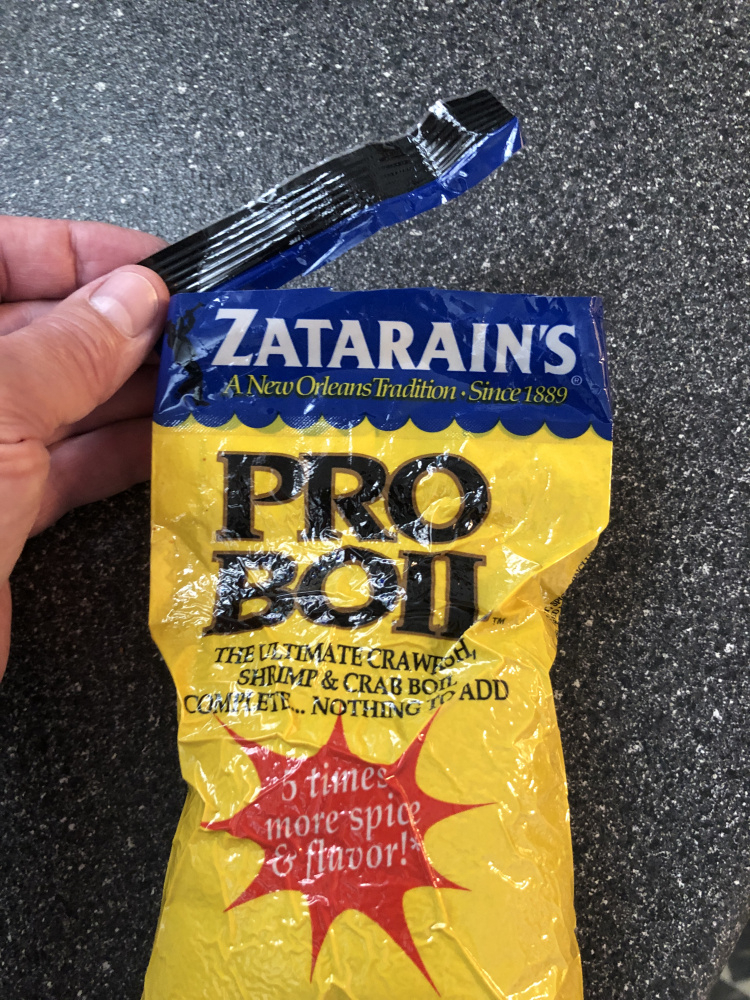 ZATARAIN'S®
A New Orleans Tradition · Since 1889
PRO
BOIL
TM
THE ULTIMATE CRAWFISH,
SHRIMP & CRAB BOIL
COMPLETE... NOTHING TO ADD
5 times
more spice
& flavor!*